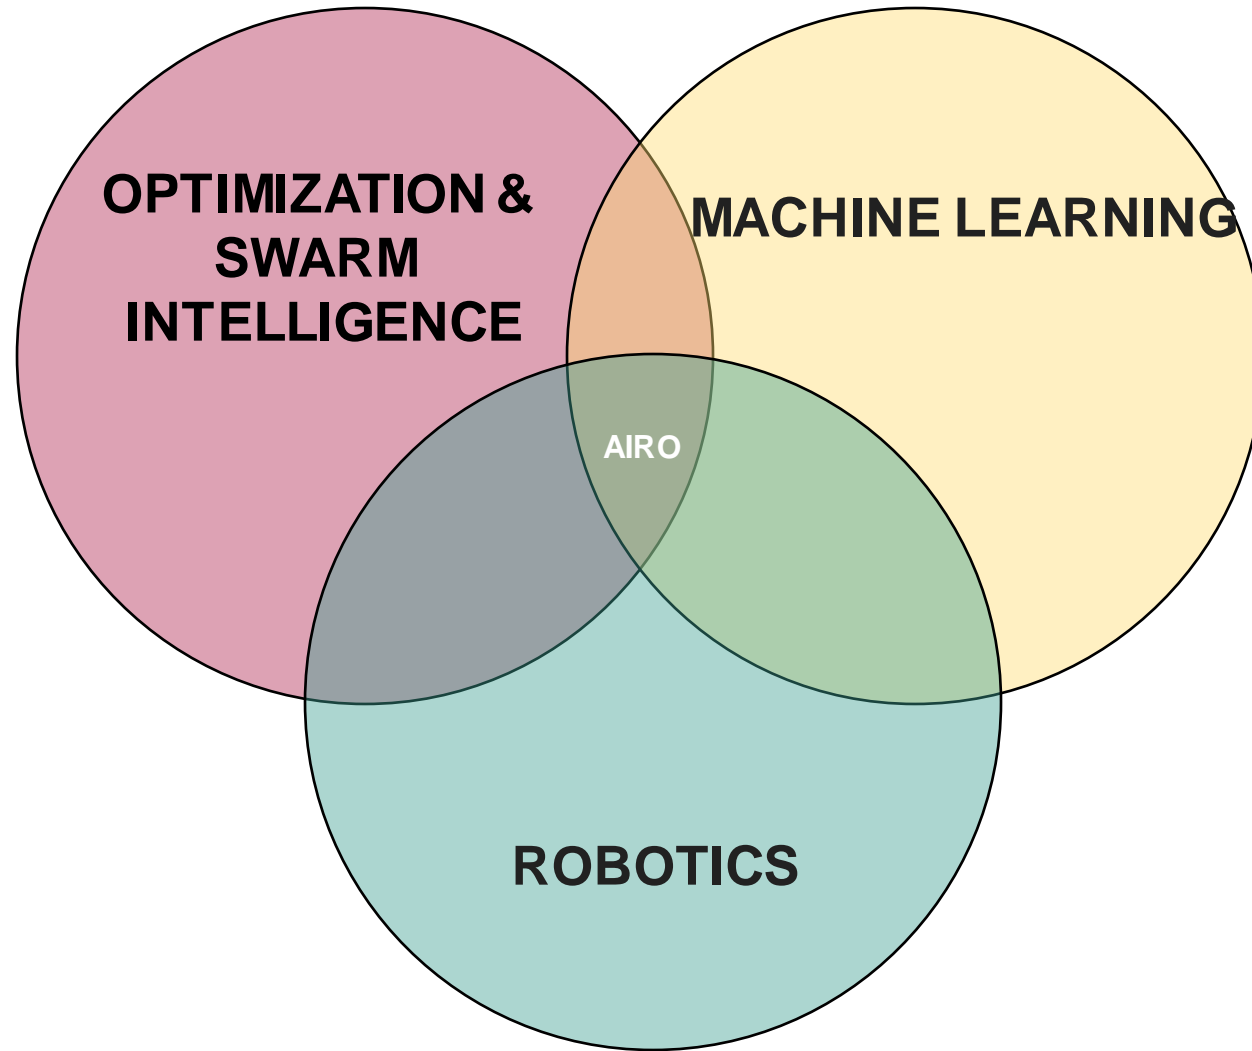 OPTIMIZATION &
SWARM
INTELLIGENCE
MACHINE LEARNING
AIRO
ROBOTICS